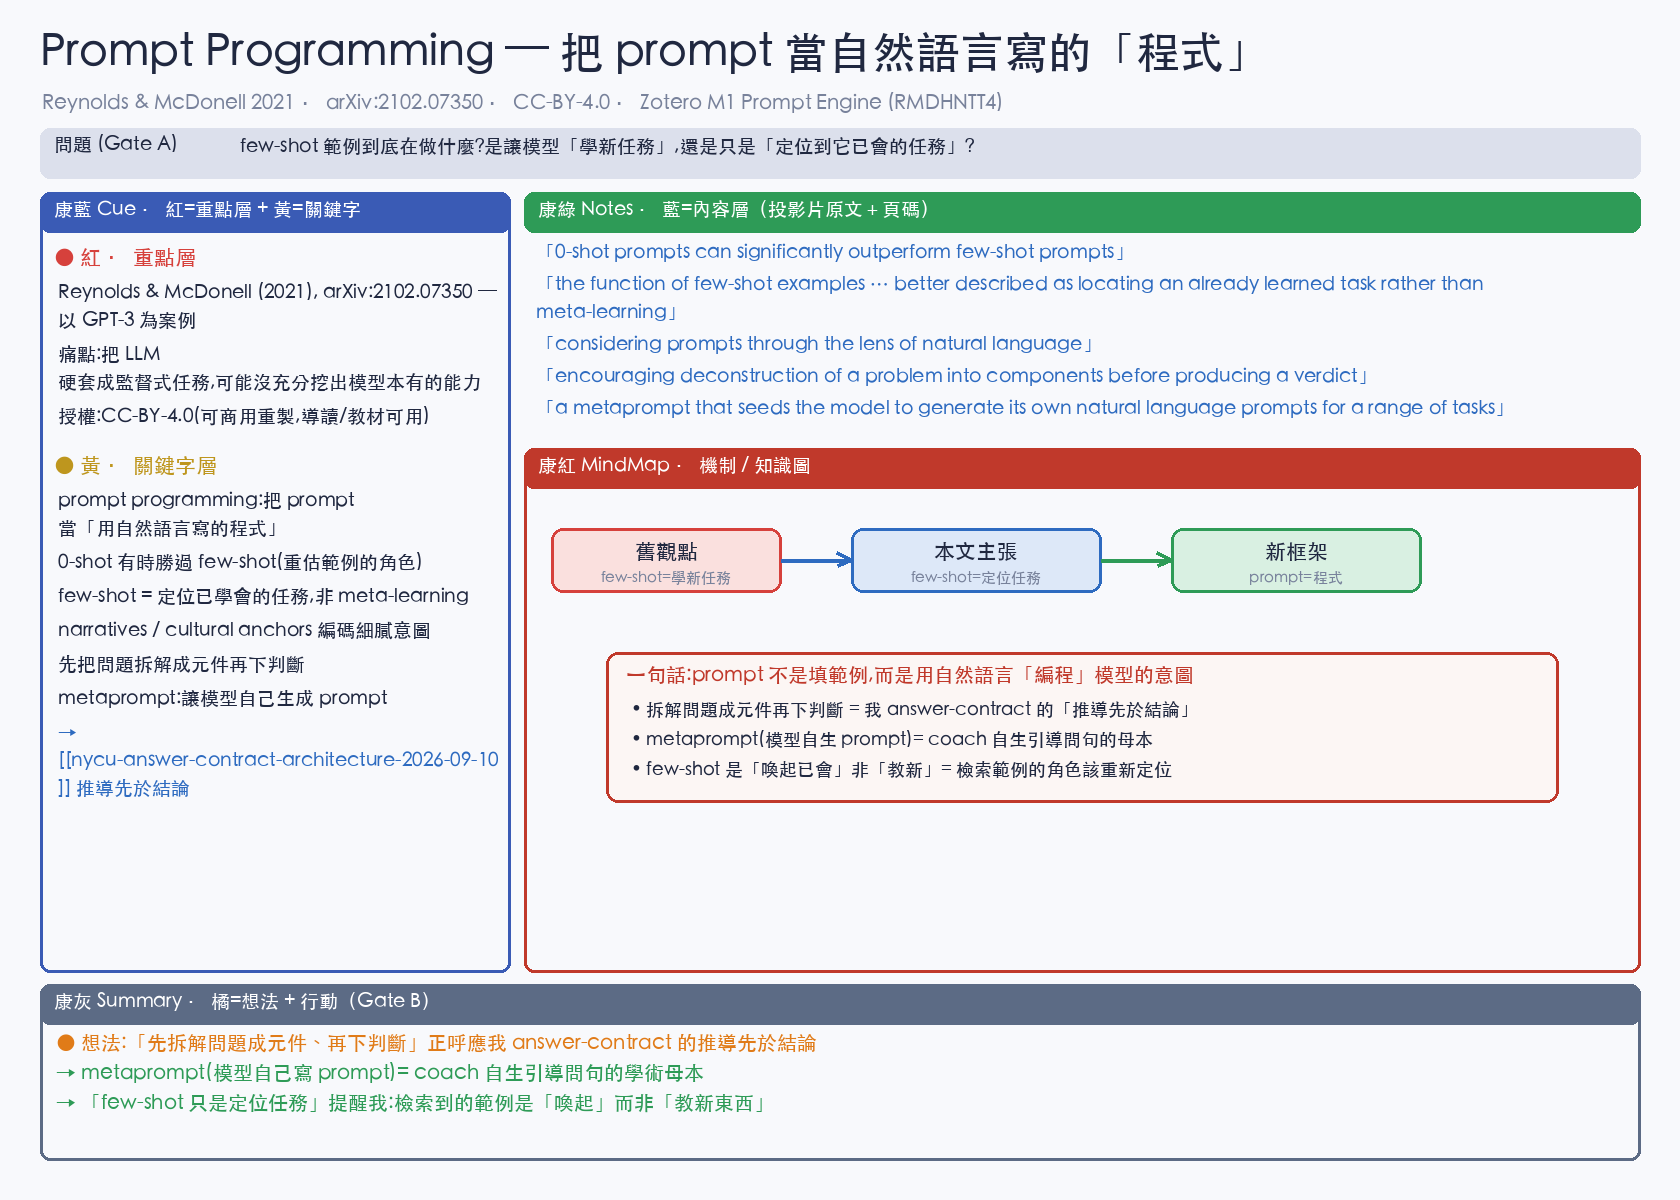 Prompt Programming — 把 prompt 當自然語言寫的「程式」
Reynolds & McDonell 2021 · arXiv:2102.07350 · CC-BY-4.0 · Zotero M1 Prompt Engine (RMDHNTT4)
問題 (Gate A) few-shot 範例到底在做什麼?是讓模型「學新任務」,還是只是「定位到它已會的任務」?
康藍 Cue · 紅=重點層 + 黃=關鍵字
● 紅 · 重點層
Reynolds & McDonell (2021), arXiv:2102.07350 —
以 GPT-3 為案例
痛點:把 LLM
硬套成監督式任務,可能沒充分挖出模型本有的能力
授權:CC-BY-4.0(可商用重製,導讀/教材可用)
● 黃 · 關鍵字層
prompt programming:把 prompt
當「用自然語言寫的程式」
0-shot 有時勝過 few-shot(重估範例的角色)
few-shot = 定位已學會的任務,非 meta-learning
narratives / cultural anchors 編碼細膩意圖
先把問題拆解成元件再下判斷
metaprompt:讓模型自己生成 prompt
→
[[nycu-answer-contract-architecture-2026-09-10
]] 推導先於結論
康綠 Notes · 藍=內容層（投影片原文 + 頁碼）
「0-shot prompts can significantly outperform few-shot prompts」
「the function of few-shot examples ⋯ better described as locating an already learned task rather than
meta-learning」
「considering prompts through the lens of natural language」
「encouraging deconstruction of a problem into components before producing a verdict」
「a metaprompt that seeds the model to generate its own natural language prompts for a range of tasks」
康紅 MindMap · 機制 / 知識圖
舊觀點
few-shot=學新任務
本文主張
few-shot=定位任務
新框架
prompt=程式
一句話:prompt 不是填範例,而是用自然語言「編程」模型的意圖
• 拆解問題成元件再下判斷 = 我 answer-contract 的「推導先於結論」
• metaprompt(模型自生 prompt)= coach 自生引導問句的母本
• few-shot 是「喚起已會」非「教新」= 檢索範例的角色該重新定位
康灰 Summary · 橘=想法 + 行動（Gate B）
● 想法:「先拆解問題成元件、再下判斷」正呼應我 answer-contract 的推導先於結論
→ metaprompt(模型自己寫 prompt)= coach 自生引導問句的學術母本
→ 「few-shot 只是定位任務」提醒我:檢索到的範例是「喚起」而非「教新東西」